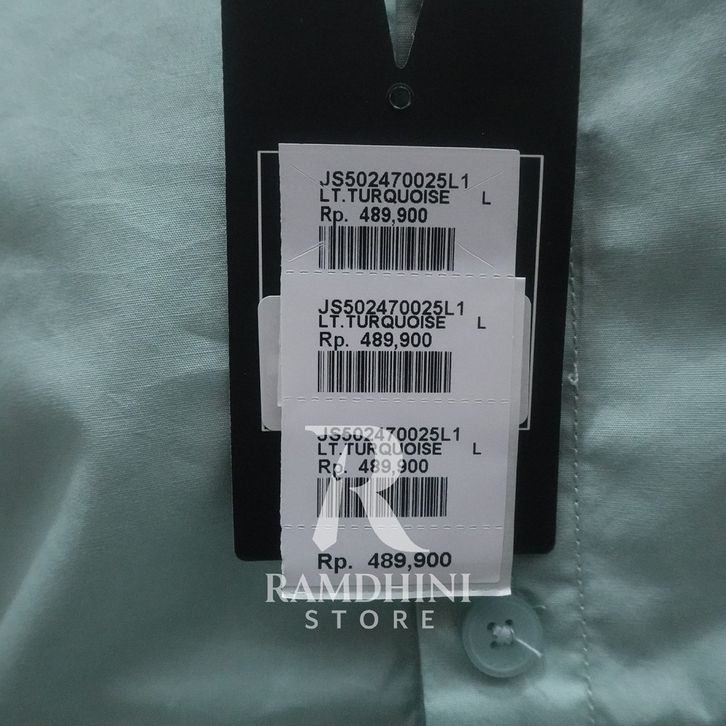 JS502470025L1
LT.TURQUOISE L
Rp. 489,900
JS502470025L1
LT.TURQUOISE L
Rp. 489,900
JS502470025L1
LT.TURQUOISE L
Rp. 489,900
Rp. 489,900
R
RAMDHINI
STORE